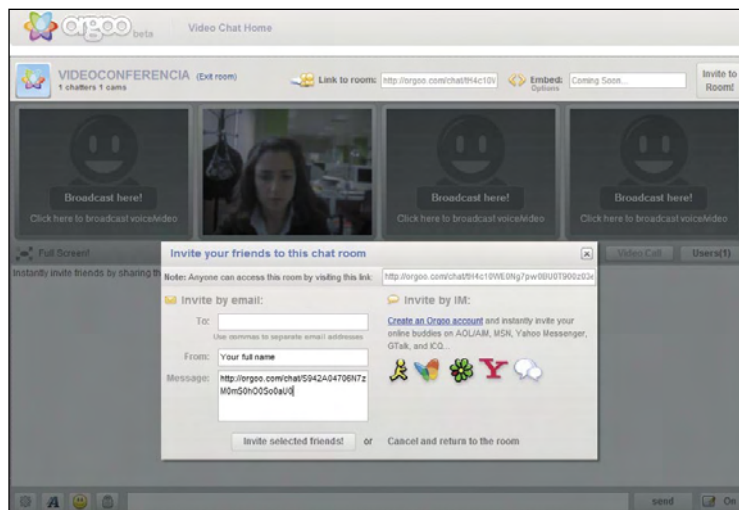 orgoo beta
Video Chat Home
VIDEOCONFERENCIA (Exit room)
1 chatters 1 cams
Link to room:
Embed: Coming Soon...
Options
Invite to Room!
Broadcast here!
Click here to broadcast voice/video
Broadcast here!
Click here to broadcast voice/video
Broadcast here!
Click here to broadcast voice/video
Full Screen!
Video Call
Users(1)
Instantly invite friends by sharing
Invite your friends to this chat room
Note: Anyone can access this room by visiting this link:
Invite by email:
To:
Use commas to separate email addresses
From: Your full name
Message:
Invite by IM:
Create an Orgoo account and instantly invite your
online buddies on AOL/AIM, MSN, Yahoo Messenger,
GTalk, and ICQ...
Invite selected friends! or Cancel and return to the room
send
On